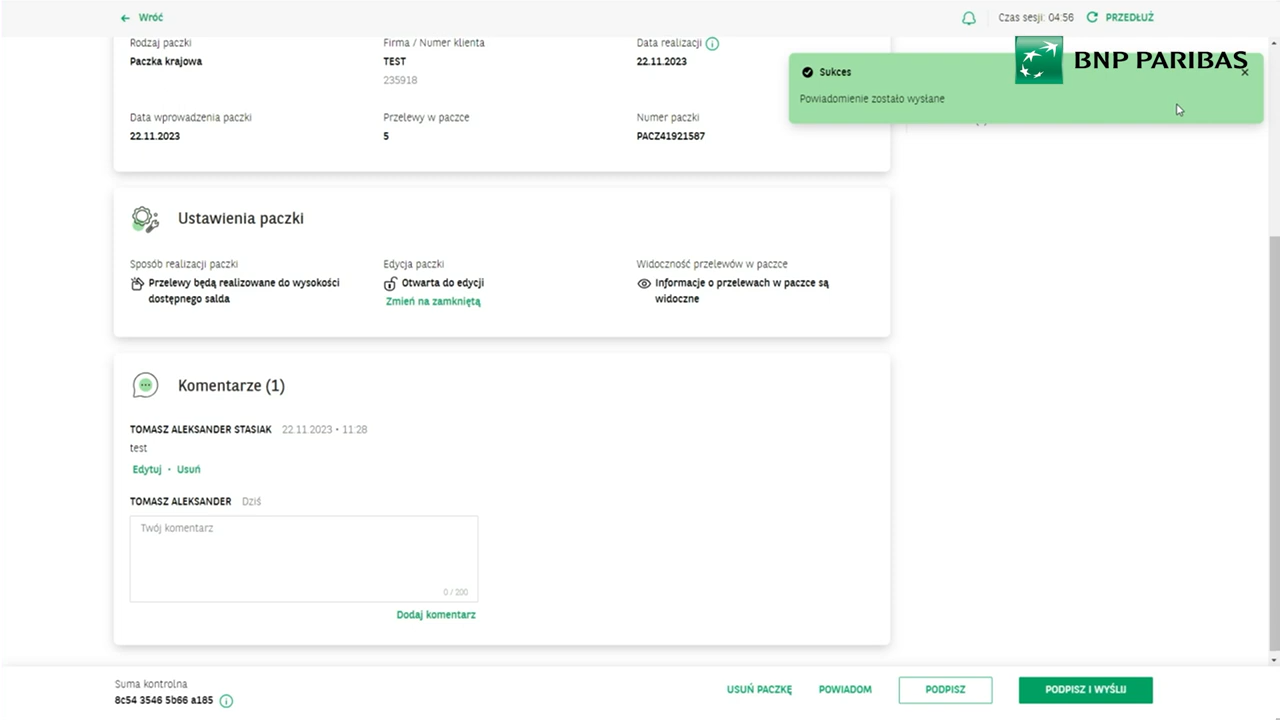 Wróć
Czas sesji: 04:56 PRZEDŁUŻ
BNP PARIBAS
Sukces
Powiadomienie zostało wysłane
Rodzaj paczki
Paczka krajowa
Firma / Numer klienta
TEST
235918
Data realizacji
22.11.2023
Data wprowadzenia paczki
22.11.2023
Przelewy w paczce
5
Numer paczki
PACZ41921587
Ustawienia paczki
Sposób realizacji paczki
Przelewy będą realizowane do wysokości
dostępnego salda
Edycja paczki
Otwarta do edycji
Zmień na zamkniętą
Widoczność przelewów w paczce
Informacje o przelewach w paczce są
widoczne
Komentarze (1)
TOMASZ ALEKSANDER STASIAK 22.11.2023 • 11:28
test
Edytuj • Usuń
TOMASZ ALEKSANDER Dziś
Twój komentarz
0 / 200
Dodaj komentarz
Suma kontrolna
8c54 3546 5b66 a185
USUŃ PACZKĘ POWIADOM PODPISZ PODPISZ I WYŚLIJ